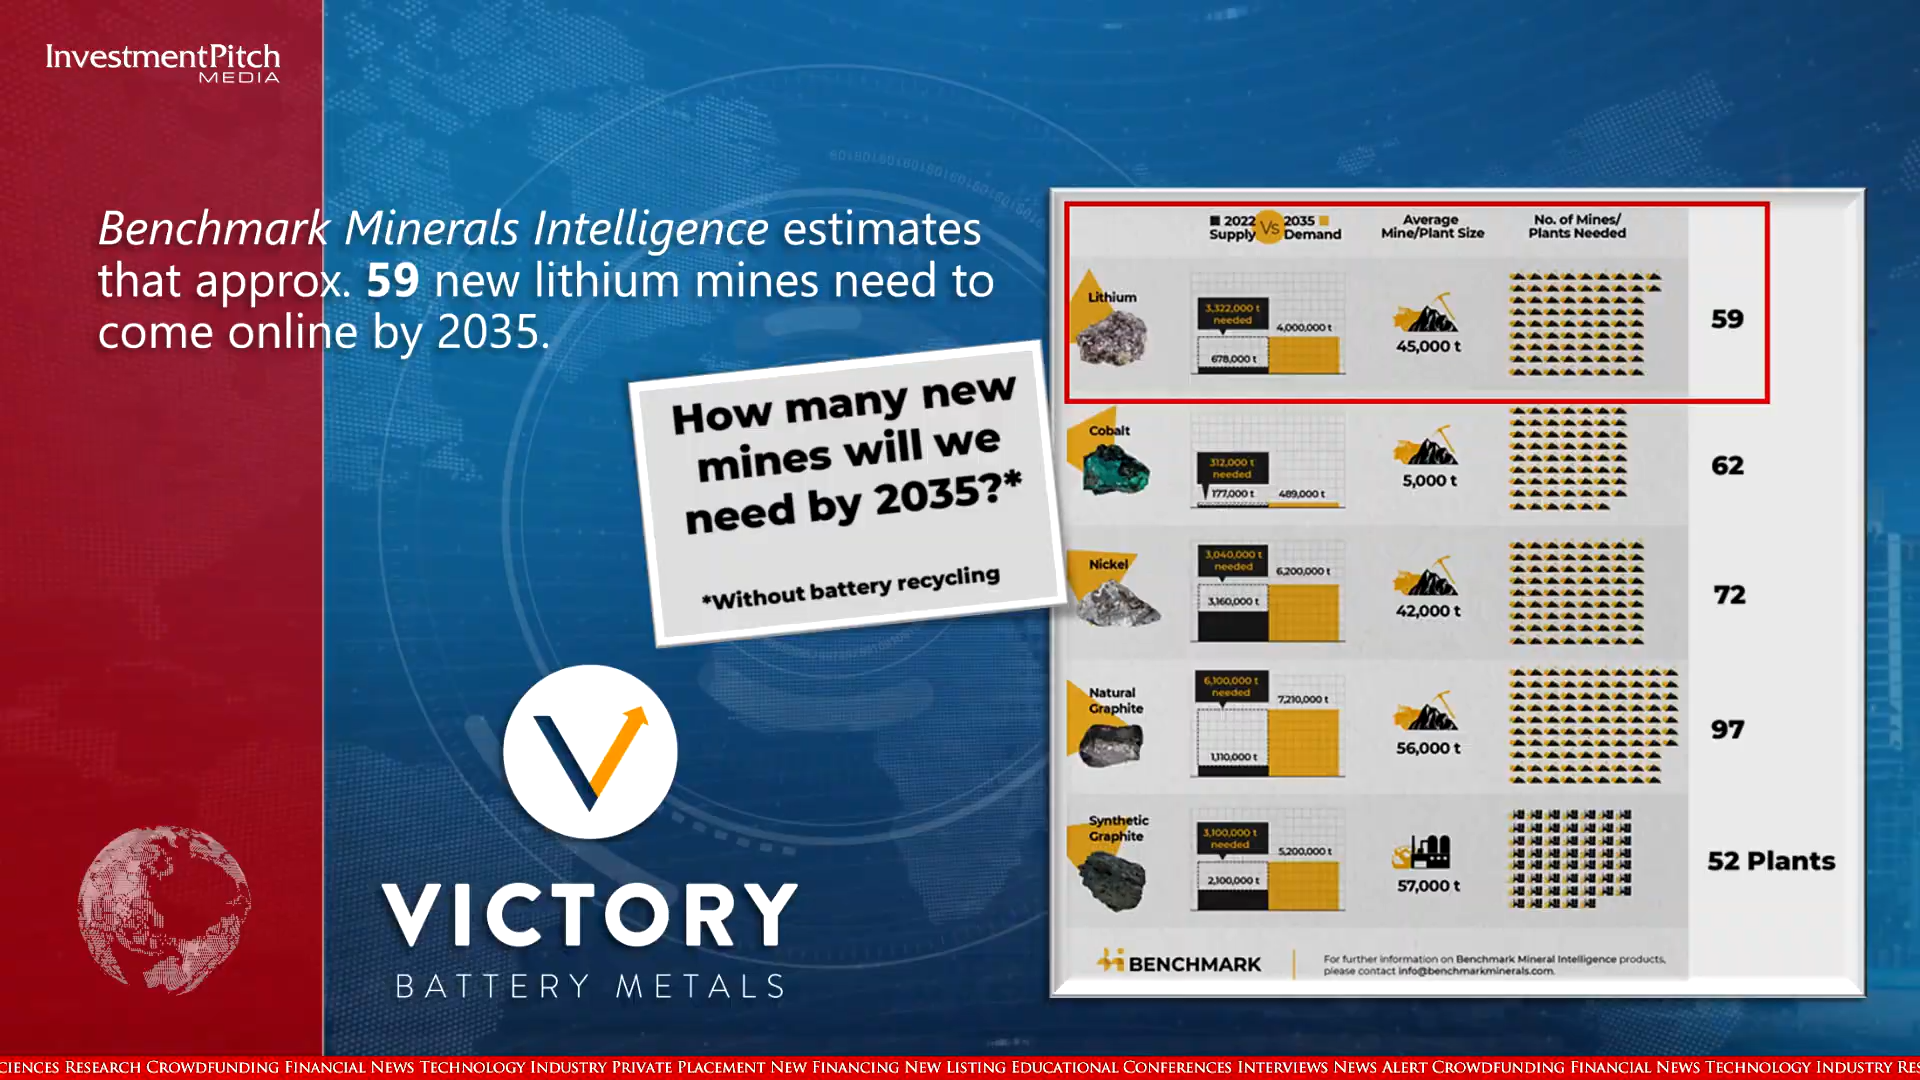 InvestmentPitch
MEDIA
Benchmark Minerals Intelligence estimates
that approx. 59 new lithium mines need to
come online by 2035.
How many new
mines will we
need by 2035?*
*Without battery recycling
VICTORY
BATTERY METALS
2022 Vs 2035
Supply Demand
Average
Mine/Plant Size
No. of Mines/
Plants Needed
Lithium
3,322,000 t
needed
4,000,000 t
678,000 t
45,000 t
59
Cobalt
312,000 t
needed
177,000 t
489,000 t
5,000 t
62
Nickel
3,040,000 t
needed
6,200,000 t
3,160,000 t
42,000 t
72
Natural
Graphite
6,100,000 t
needed
7,210,000 t
1,110,000 t
56,000 t
97
Synthetic
Graphite
3,100,000 t
needed
5,200,000 t
2,100,000 t
57,000 t
52 Plants
BENCHMARK
For further information on Benchmark Mineral Intelligence products,
please contact info@benchmarkminerals.com.
CIENCES RESEARCH CROWDFUNDING FINANCIAL NEWS TECHNOLOGY INDUSTRY PRIVATE PLACEMENT NEW FINANCING NEW LISTING EDUCATIONAL CONFERENCES INTERVIEWS NEWS ALERT CROWDFUNDING FINANCIAL NEWS TECHNOLOGY INDUSTRY RES